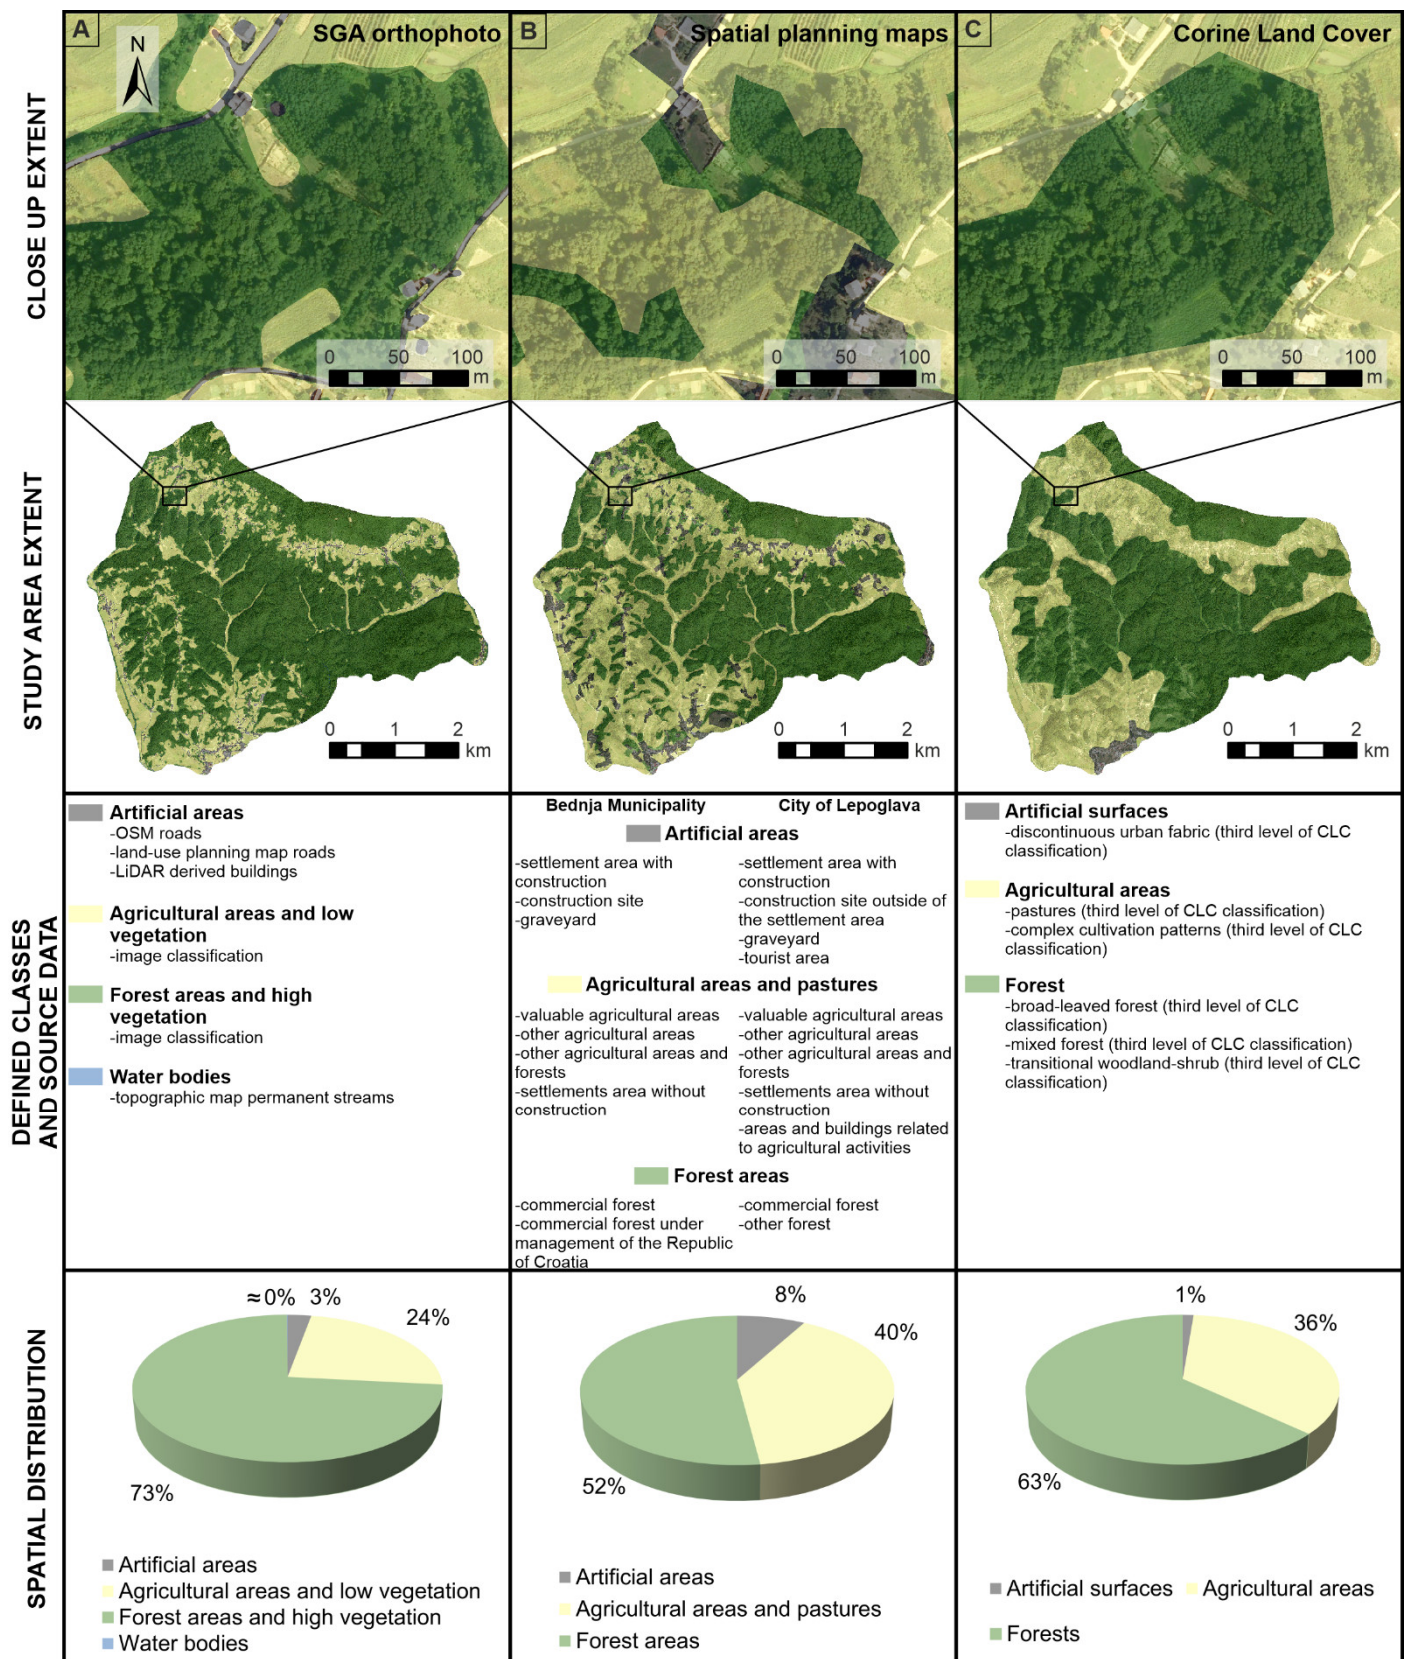 A
SGA orthophoto
N
0 50 100
m
B
Spatial planning maps
0 50 100
m
C
Corine Land Cover
0 50 100
m
CLOSE UP EXTENT
0 1 2
km
0 1 2
km
0 1 2
km
STUDY AREA EXTENT
DEFINED CLASSES
AND SOURCE DATA
Artificial areas
-OSM roads
-land-use planning map roads
-LiDAR derived buildings
Agricultural areas and low
vegetation
-image classification
Forest areas and high
vegetation
-image classification
Water bodies
-topographic map permanent streams
Bednja Municipality
City of Lepoglava
Artificial areas
-settlement area with
construction
-construction site
-graveyard
-settlement area with
construction
-construction site outside of
the settlement area
-graveyard
-tourist area
Agricultural areas and pastures
-valuable agricultural areas
-other agricultural areas
-other agricultural areas and
forests
-settlements area without
construction
-valuable agricultural areas
-other agricultural areas
-other agricultural areas and
forests
-settlements area without
construction
-areas and buildings related
to agricultural activities
Forest areas
-commercial forest
-commercial forest under
management of the Republic
of Croatia
-commercial forest
-other forest
Artificial surfaces
-discontinuous urban fabric (third level of CLC
classification)
Agricultural areas
-pastures (third level of CLC classification)
-complex cultivation patterns (third level of CLC
classification)
Forest
-broad-leaved forest (third level of CLC
classification)
-mixed forest (third level of CLC classification)
-transitional woodland-shrub (third level of CLC
classification)
SPATIAL DISTRIBUTION
≈0% 3%
24%
73%
Artificial areas
Agricultural areas and low vegetation
Forest areas and high vegetation
Water bodies
8%
40%
52%
Artificial areas
Agricultural areas and pastures
Forest areas
1%
36%
63%
Artificial surfaces Agricultural areas
Forests